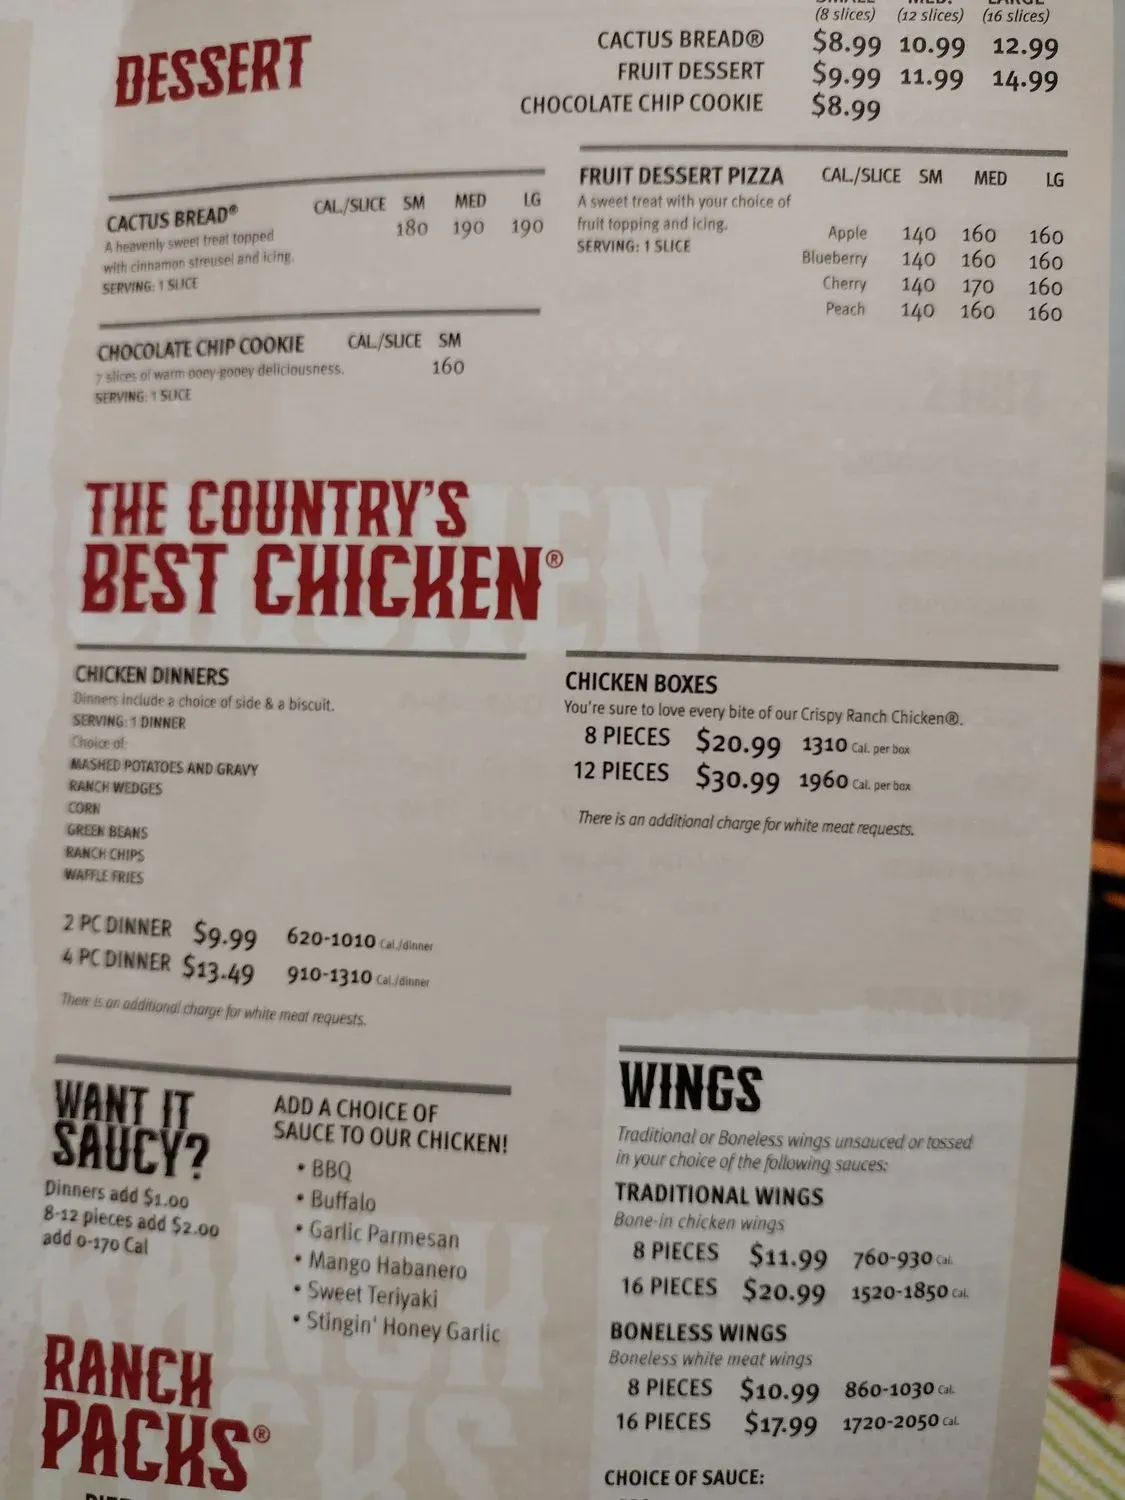 (8 slices) (12 slices) (16 slices)
DESSERT
CACTUS BREAD® $8.99 10.99 12.99
FRUIT DESSERT $9.99 11.99 14.99
CHOCOLATE CHIP COOKIE $8.99
CACTUS BREAD® CAL./SLICE SM MED LG
180 190 190
A heavenly sweet treat topped
with cinnamon streusel and icing.
SERVING: 1 SLICE
CHOCOLATE CHIP COOKIE CAL./SLICE SM
160
7 slices of warm ooey-gooey deliciousness.
SERVING: 1 SLICE
FRUIT DESSERT PIZZA CAL./SLICE SM MED LG
A sweet treat with your choice of
fruit topping and icing.
SERVING: 1 SLICE
Apple 140 160 160
Blueberry 140 160 160
Cherry 140 170 160
Peach 140 160 160
THE COUNTRY'S
BEST CHICKEN®
CHICKEN DINNERS
Dinners include a choice of side & a biscuit.
SERVING: 1 DINNER
Choice of:
MASHED POTATOES AND GRAVY
RANCH WEDGES
CORN
GREEN BEANS
RANCH CHIPS
WAFFLE FRIES
2 PC DINNER $9.99 620-1010 Cal./dinner
4 PC DINNER $13.49 910-1310 Cal./dinner
There is an additional charge for white meat requests.
CHICKEN BOXES
You're sure to love every bite of our Crispy Ranch Chicken®.
8 PIECES $20.99 1310 Cal. per box
12 PIECES $30.99 1960 Cal. per box
There is an additional charge for white meat requests.
WANT IT
SAUCY?
Dinners add $1.00
8-12 pieces add $2.00
add 0-170 Cal
ADD A CHOICE OF
SAUCE TO OUR CHICKEN!
• BBQ
• Buffalo
• Garlic Parmesan
• Mango Habanero
• Sweet Teriyaki
• Stingin' Honey Garlic
RANCH
PACKS®
WINGS
Traditional or Boneless wings unsauced or tossed
in your choice of the following sauces:
TRADITIONAL WINGS
Bone-in chicken wings
8 PIECES $11.99 760-930 Cal.
16 PIECES $20.99 1520-1850 Cal.
BONELESS WINGS
Boneless white meat wings
8 PIECES $10.99 860-1030 Cal.
16 PIECES $17.99 1720-2050 Cal.
CHOICE OF SAUCE: